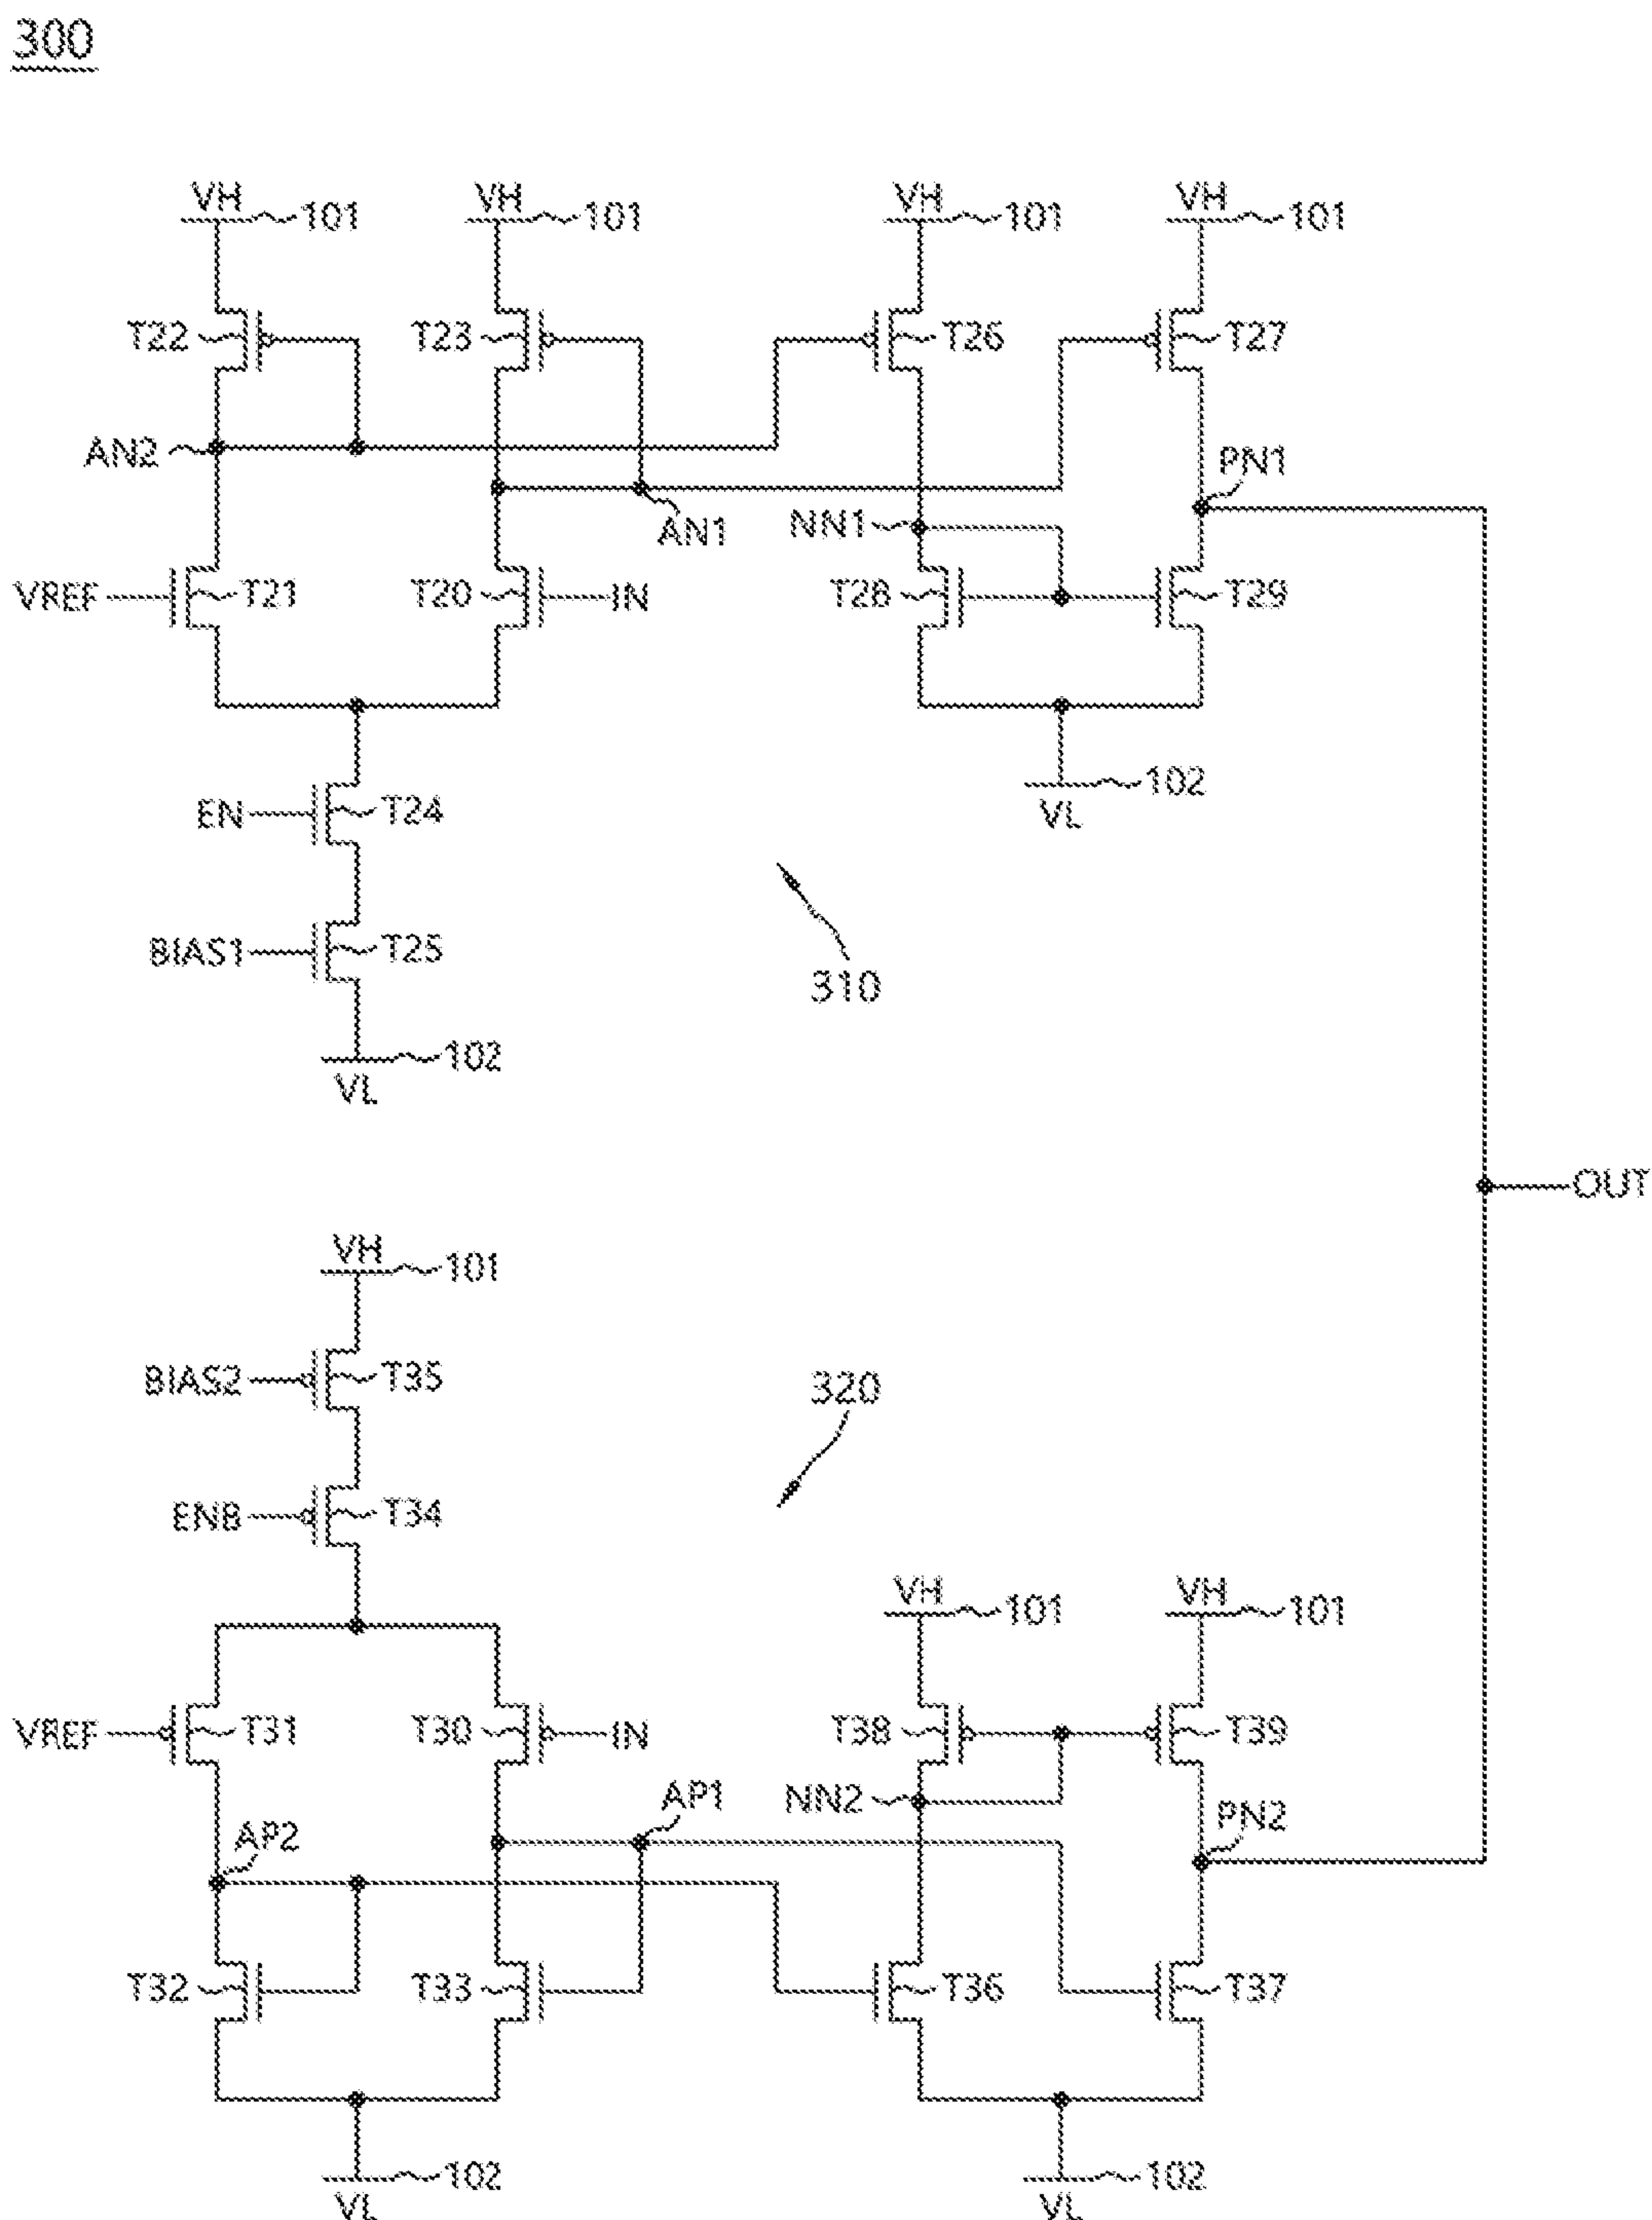 300
VH 101 VH 101 VH 101 VH 101
T22 T23 T26 T27
AN2 AN1 NN1 PN1
VREF T21 T20 IN T28 T29
EN T24 VL 102
BIAS1 T25
310
VL 102
OUT
VH 101
BIAS2 T35
320
ENB T34
VH 101 VH 101
VREF T31 T30 IN T38 T39
AP2 AP1 NN2 PN2
T32 T33 T36 T37
VL 102 VL 102